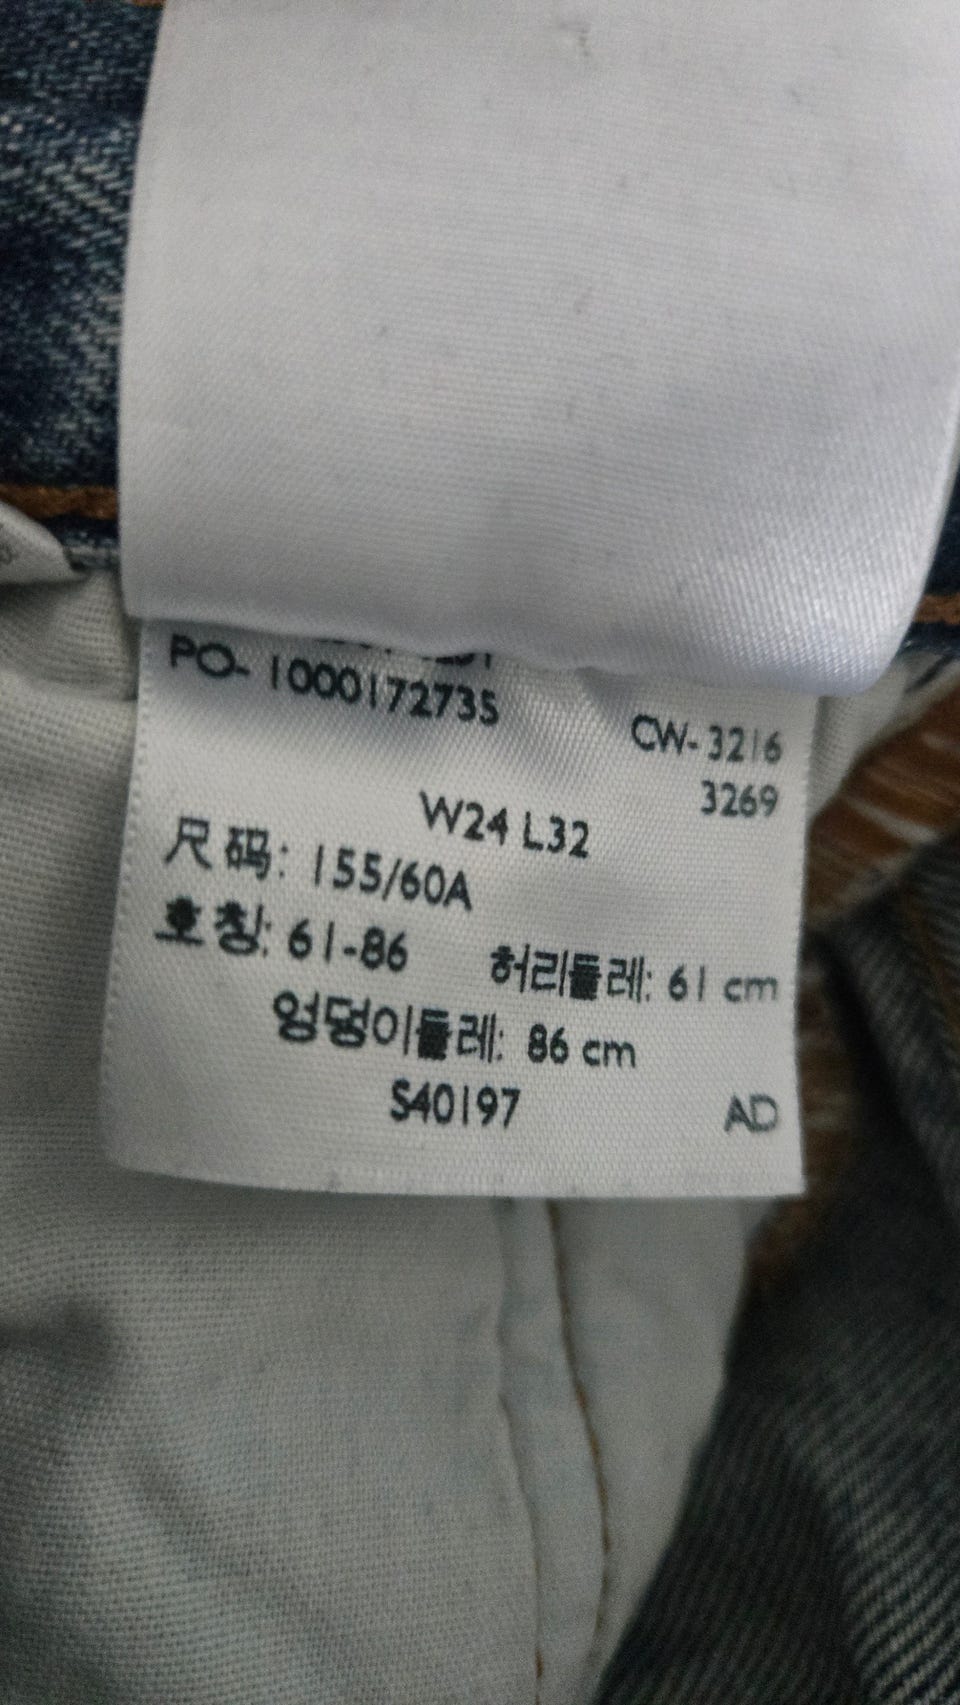 PO- 1000172735
CW- 3216
3269
W24 L32
尺码: 155/60A
호칭: 61-86 허리둘레: 61 cm
엉덩이둘레: 86 cm
S40197 AD